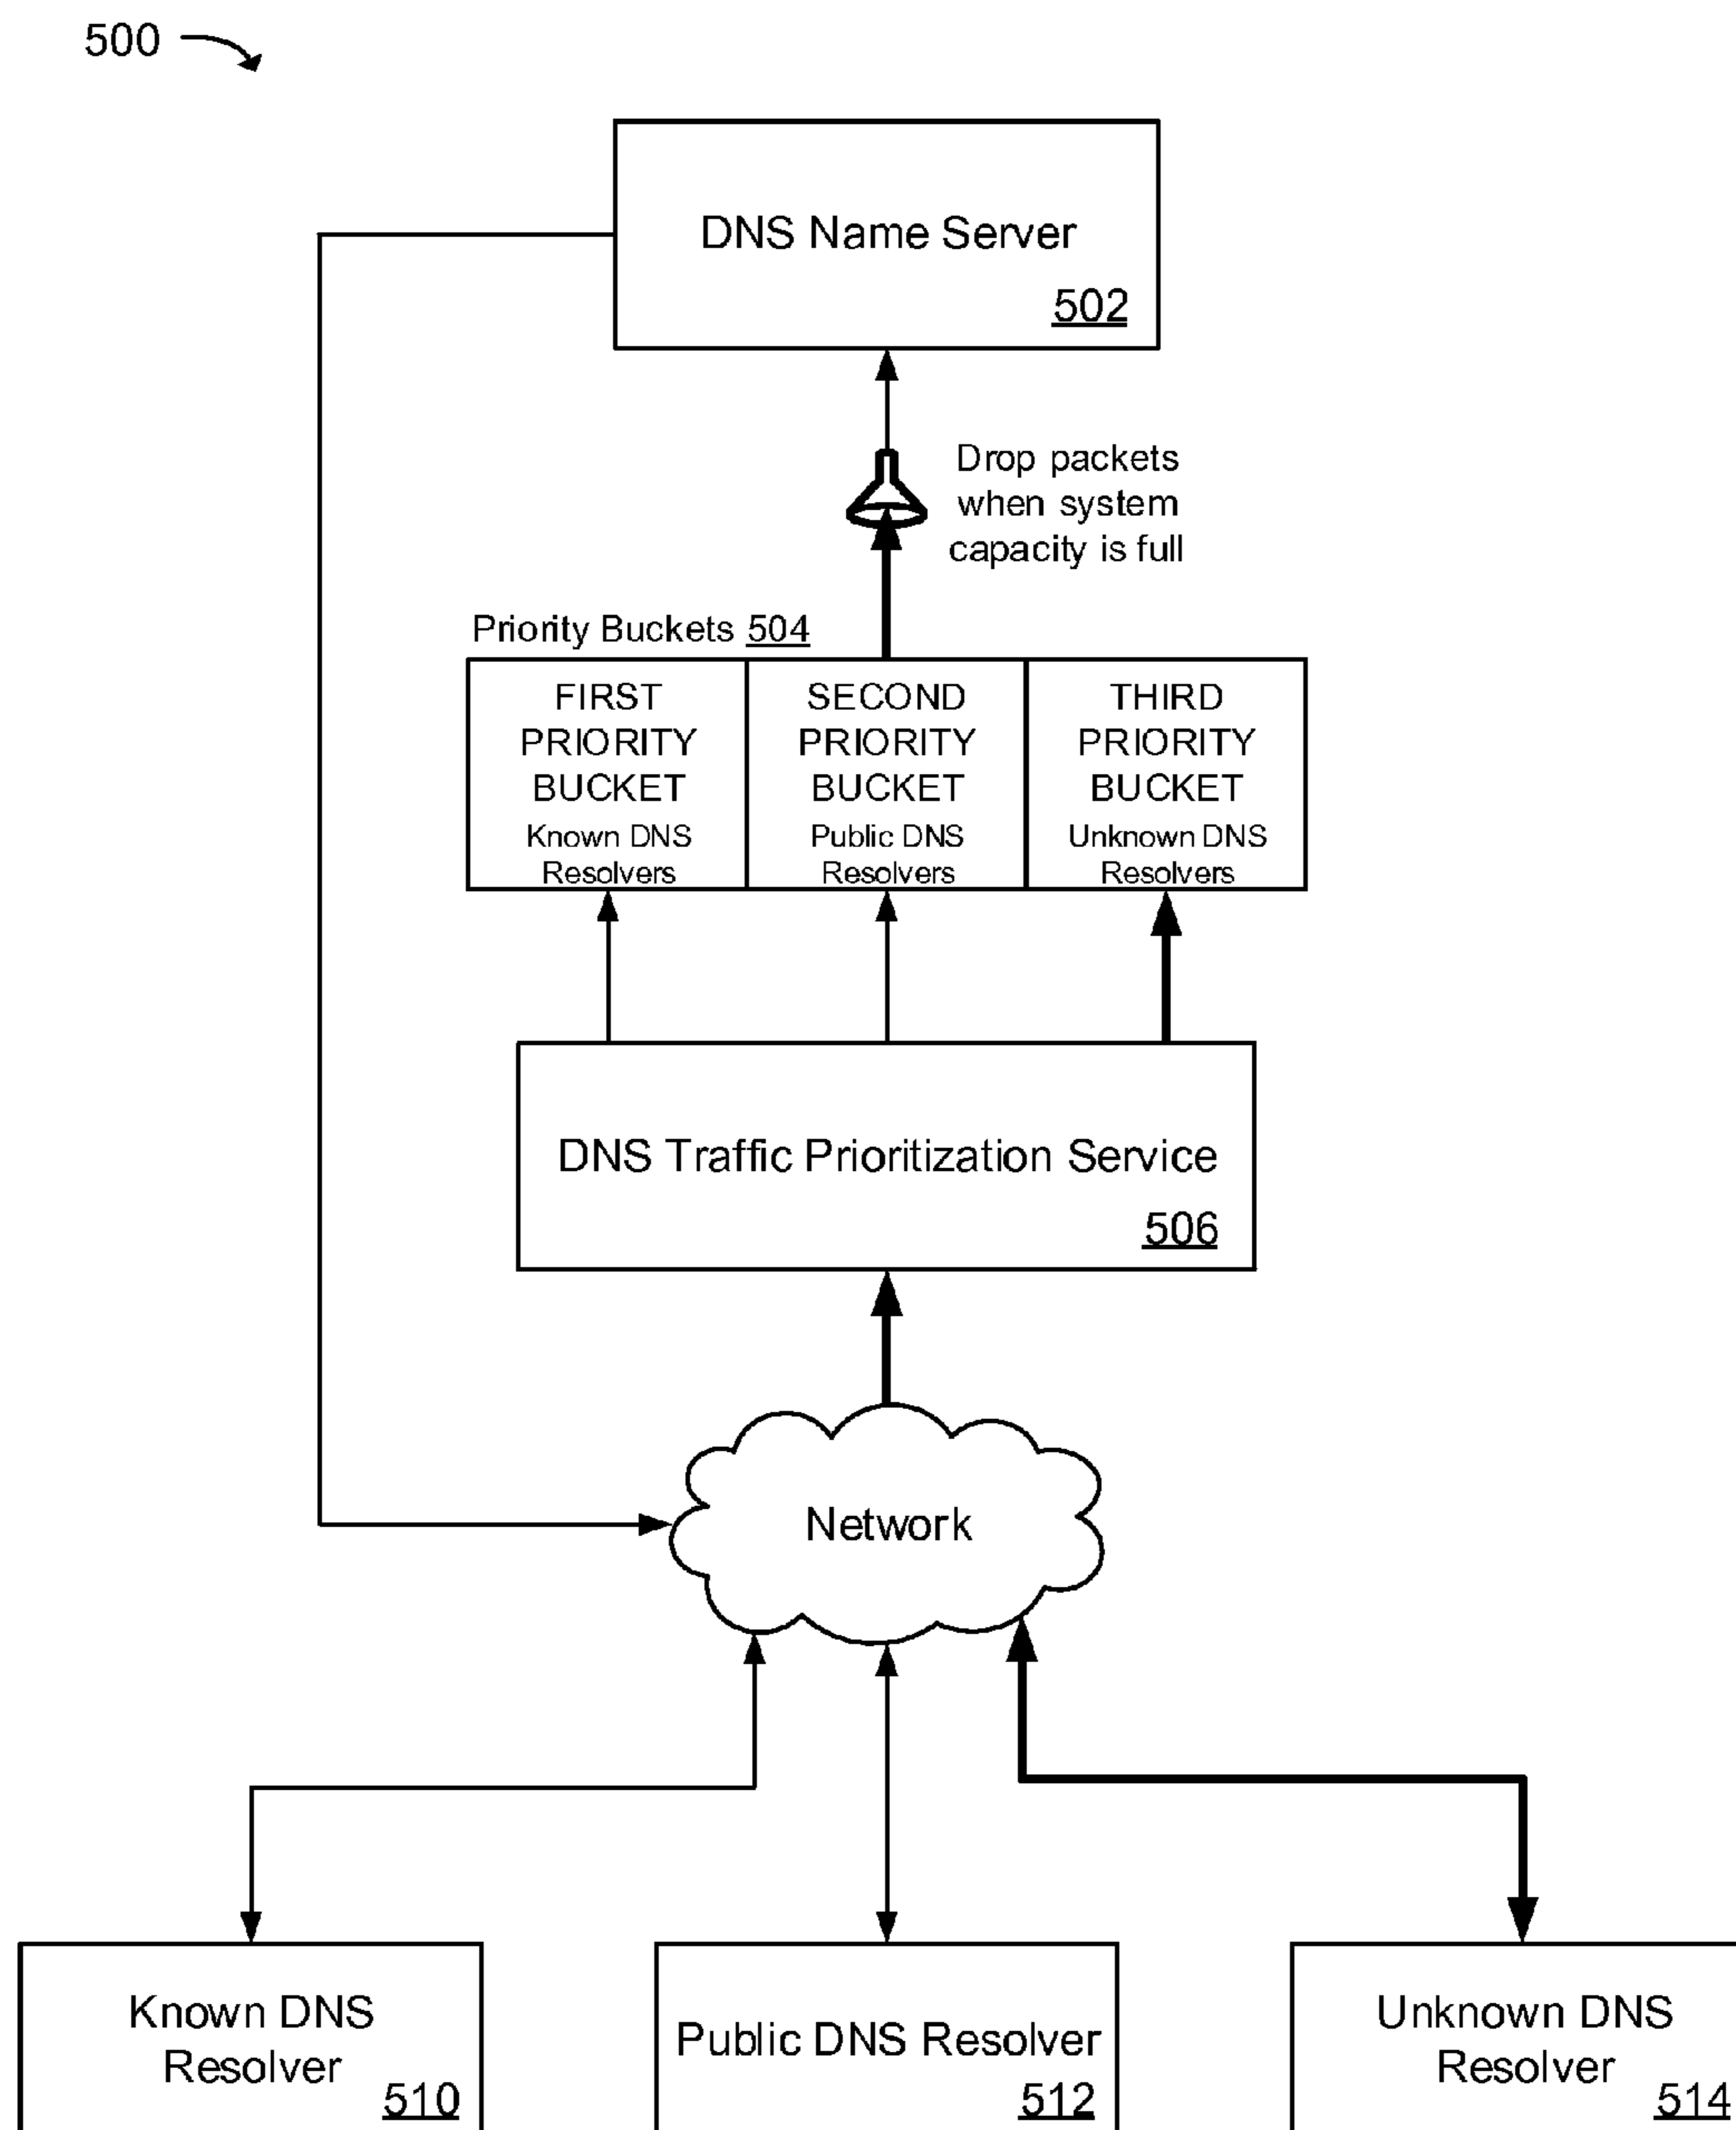 500
DNS Name Server
502
Drop packets
when system
capacity is full
Priority Buckets 504
FIRST
PRIORITY
BUCKET
Known DNS
Resolvers
SECOND
PRIORITY
BUCKET
Public DNS
Resolvers
THIRD
PRIORITY
BUCKET
Unknown DNS
Resolvers
DNS Traffic Prioritization Service
506
Network
Known DNS
Resolver
510
Public DNS Resolver
512
Unknown DNS
Resolver
514